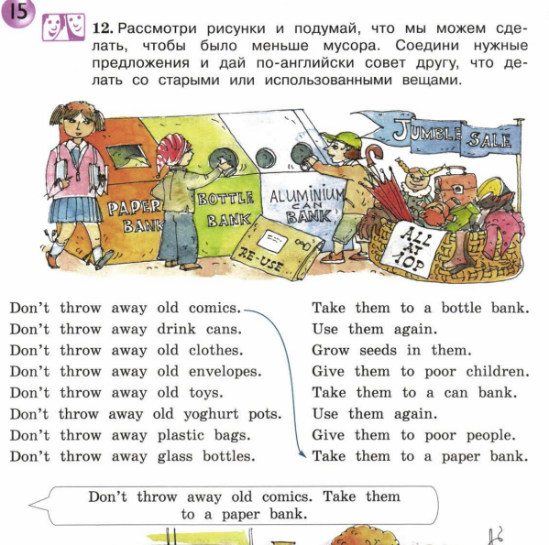 15
12. Рассмотри рисунки и подумай, что мы можем сде-
лать, чтобы было меньше мусора. Соедини нужные
предложения и дай по-английски совет другу, что де-
лать со старыми или использованными вещами.
JUMBLE SALE
PAPER BANK
BOTTLE BANK
ALUMINIUM CAN BANK
RE-USE
ALL AT 10P
Don't throw away old comics. Take them to a bottle bank.
Don't throw away drink cans. Use them again.
Don't throw away old clothes. Grow seeds in them.
Don't throw away old envelopes. Give them to poor children.
Don't throw away old toys. Take them to a can bank.
Don't throw away old yoghurt pots. Use them again.
Don't throw away plastic bags. Give them to poor people.
Don't throw away glass bottles. Take them to a paper bank.
Don't throw away old comics. Take them
to a paper bank.